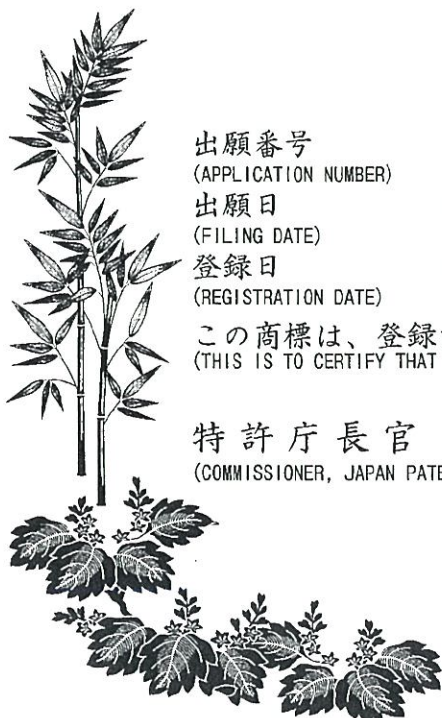 出願番号
(APPLICATION NUMBER)
出願日
(FILING DATE)
登録日
(REGISTRATION DATE)
この商標は、登録
(THIS IS TO CERTIFY THAT
特許庁長官
(COMMISSIONER, JAPAN PATE